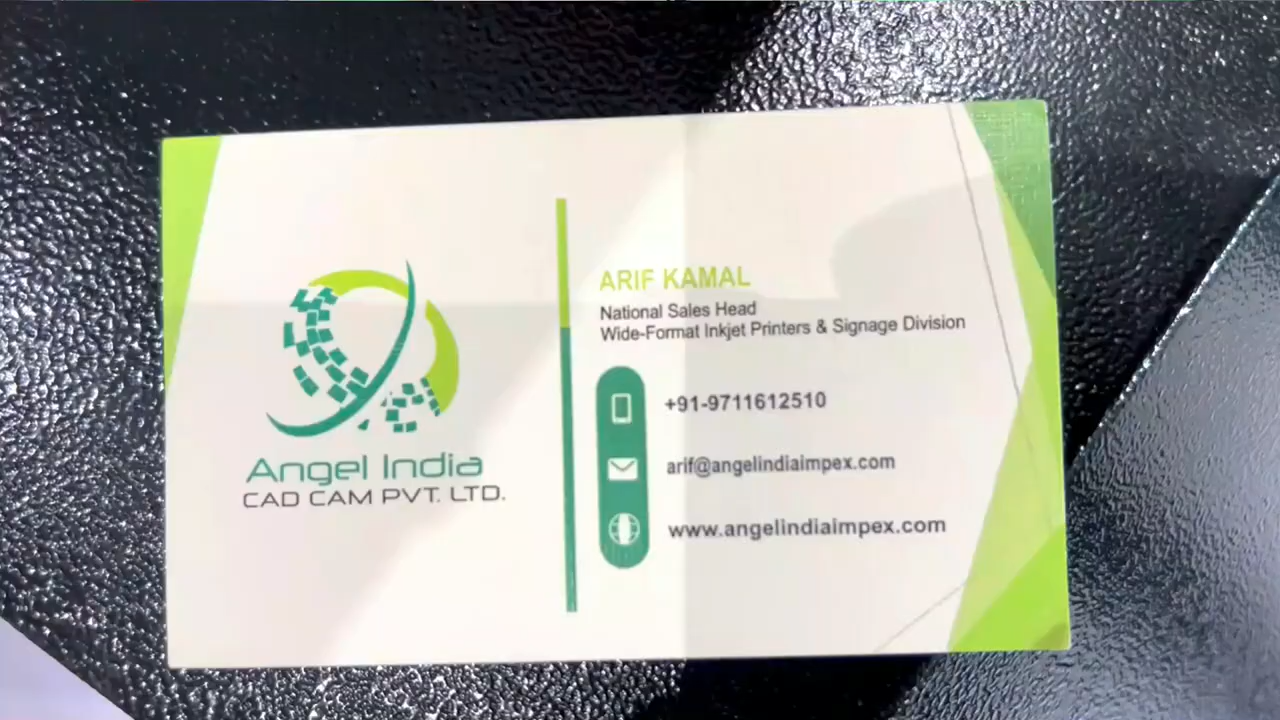 Angel India
CAD CAM PVT. LTD.
ARIF KAMAL
National Sales Head
Wide-Format Inkjet Printers & Signage Division
+91-9711612510
arif@angelindiaimpex.com
www.angelindiaimpex.com